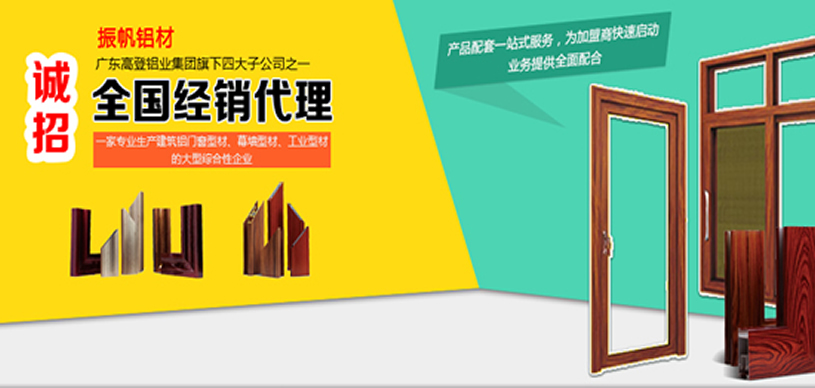 诚招
振帆铝材
广东高登铝业集团旗下四大子公司之一
全国经销代理
一家专业生产建筑铝门窗型材、幕墙型材、工业型材
的大型综合性企业
产品配套一站式服务，为加盟商快速启动
业务提供全面配合